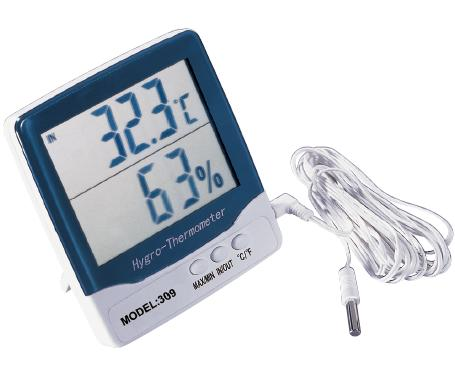 IN 32.3°C
63%
Hygro-Thermometer
MAX/MIN IN/OUT °C/°F
MODEL:309